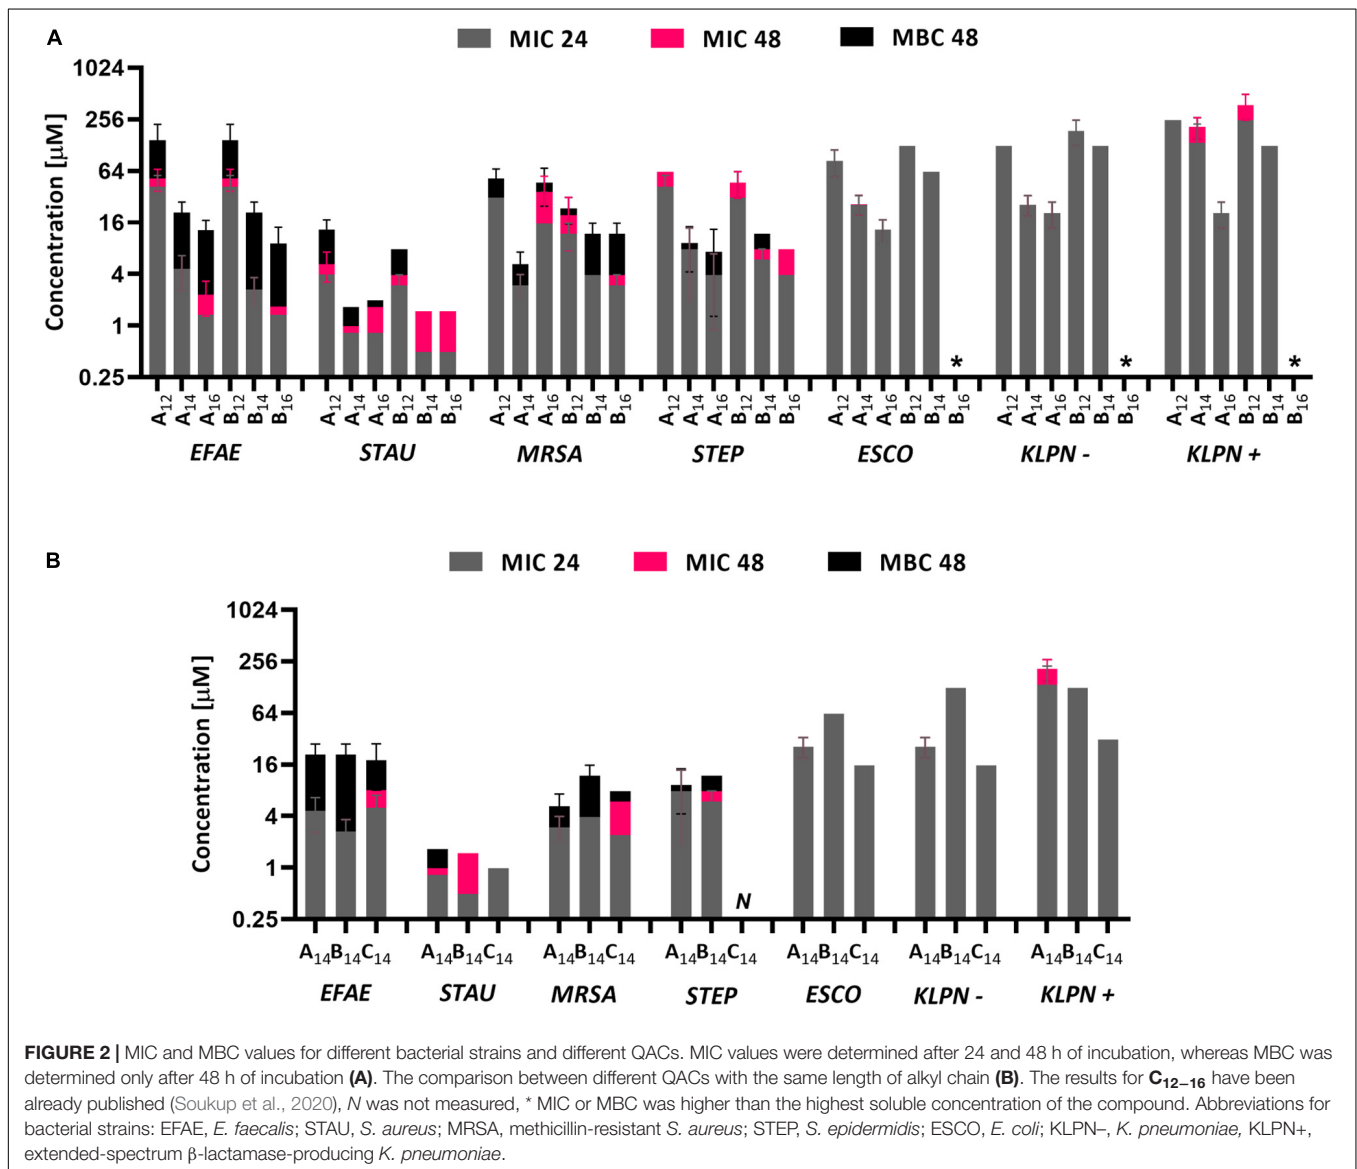 A
MIC 24 MIC 48 MBC 48
Concentration [µM]
1024
256
64
16
4
1
0.25
* * *
A12 A14 A16 B12 B14 B16 A12 A14 A16 B12 B14 B16 A12 A14 A16 B12 B14 B16 A12 A14 A16 B12 B14 B16 A12 A14 A16 B12 B14 B16 A12 A14 A16 B12 B14 B16 A12 A14 A16 B12 B14 B16
EFAE STAU MRSA STEP ESCO KLPN - KLPN +
B
MIC 24 MIC 48 MBC 48
Concentration [µM]
1024
256
64
16
4
1
0.25
N
A14B14C14 A14B14C14 A14B14C14 A14B14C14 A14B14C14 A14B14C14 A14B14C14
EFAE STAU MRSA STEP ESCO KLPN - KLPN +
FIGURE 2 | MIC and MBC values for different bacterial strains and different QACs. MIC values were determined after 24 and 48 h of incubation, whereas MBC was
determined only after 48 h of incubation (A). The comparison between different QACs with the same length of alkyl chain (B). The results for C12–16 have been
already published (Soukup et al., 2020), N was not measured, * MIC or MBC was higher than the highest soluble concentration of the compound. Abbreviations for
bacterial strains: EFAE, E. faecalis; STAU, S. aureus; MRSA, methicillin-resistant S. aureus; STEP, S. epidermidis; ESCO, E. coli; KLPN–, K. pneumoniae, KLPN+,
extended-spectrum β-lactamase-producing K. pneumoniae.